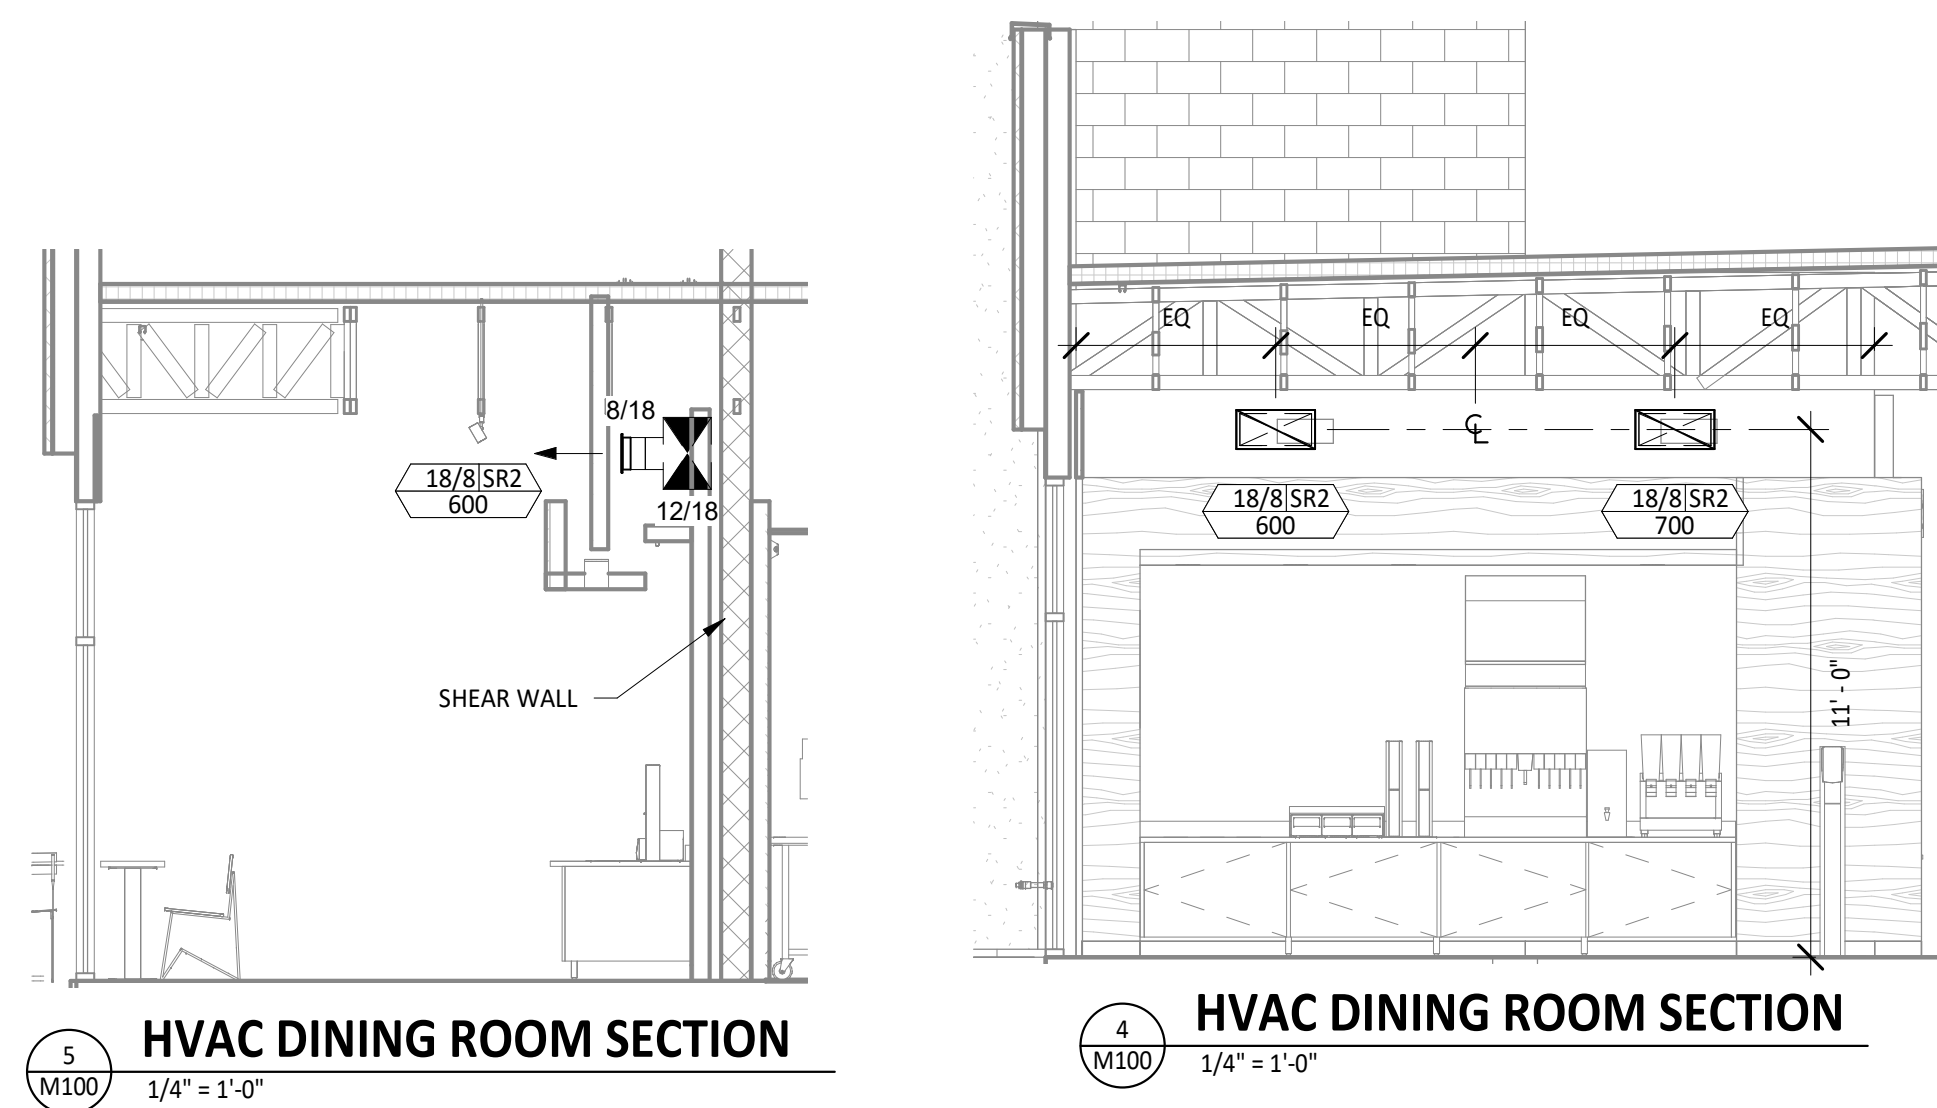 8/18
18/8 SR2
600
12/18
SHEAR WALL
5
M100
HVAC DINING ROOM SECTION
1/4" = 1'-0"
EQ
EQ
EQ
EQ
CL
18/8 SR2
600
18/8 SR2
700
11' - 0"
4
M100
HVAC DINING ROOM SECTION
1/4" = 1'-0"